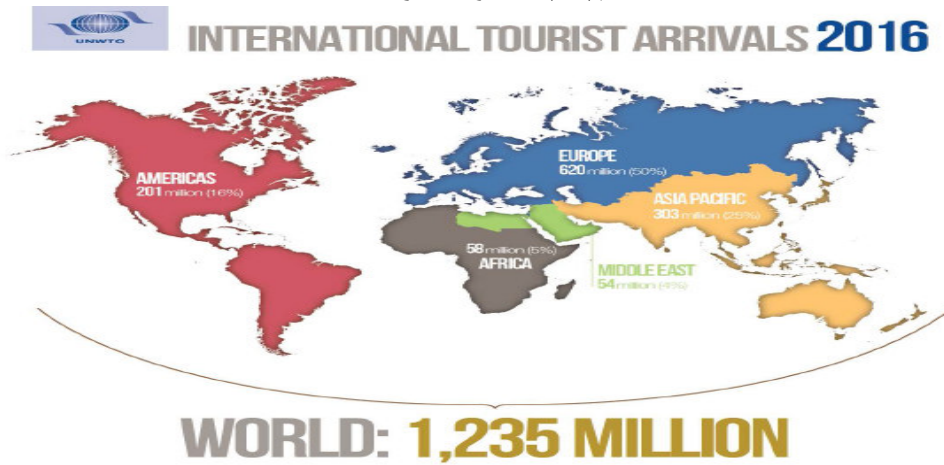 UNWTO
INTERNATIONAL TOURIST ARRIVALS 2016
EUROPE
620 million (50%)
AMERICAS
201 million (16%)
ASIA PACIFIC
303 million (25%)
58 million (5%)
AFRICA
MIDDLE EAST
54 million (4%)
WORLD: 1,235 MILLION